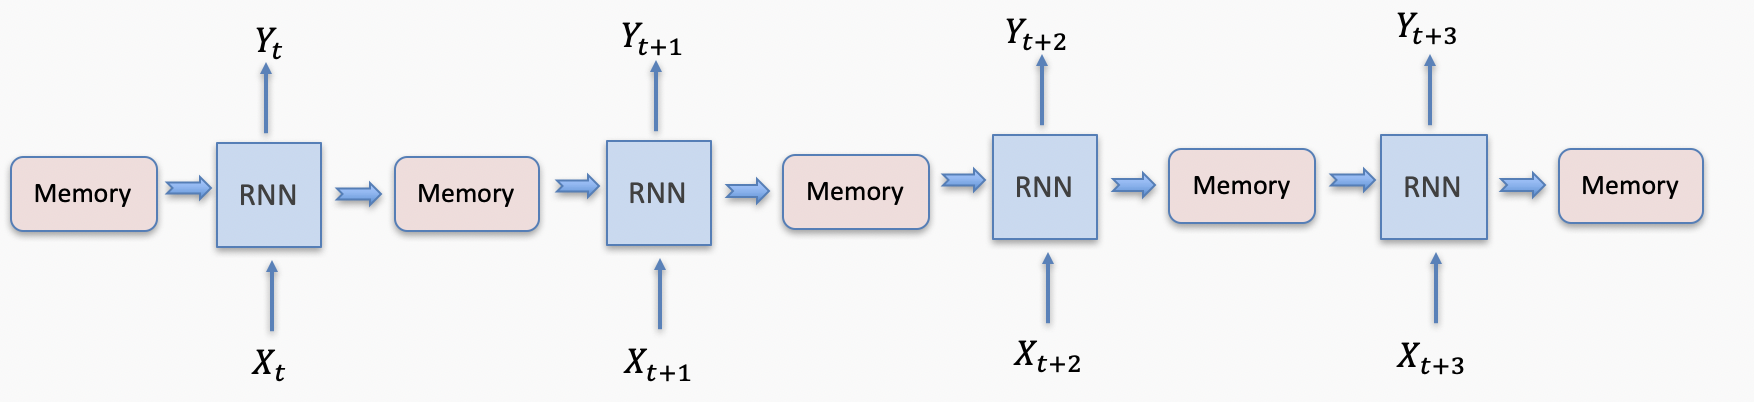 Y_t Y_{t+1} Y_{t+2} Y_{t+3}
Memory RNN Memory RNN Memory RNN Memory RNN Memory
X_t X_{t+1} X_{t+2} X_{t+3}